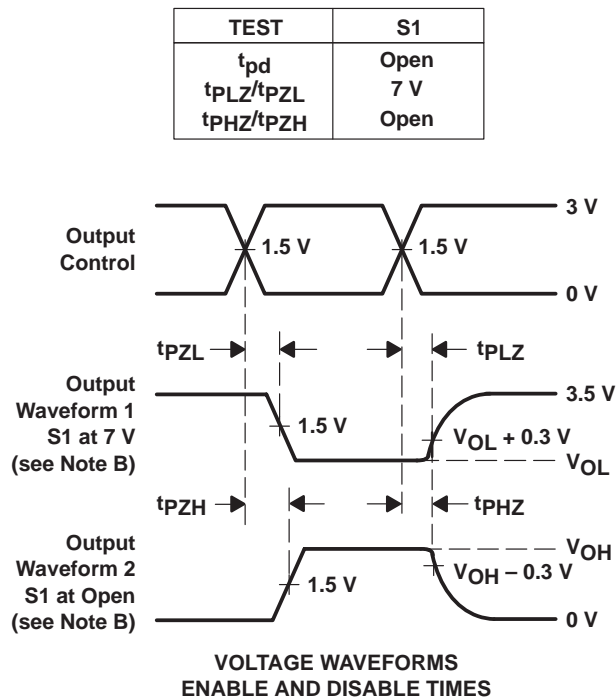 TEST S1
tpd Open
tPLZ/tPZL 7 V
tPHZ/tPZH Open
3 V
Output
Control
1.5 V 1.5 V
0 V
tPZL tPLZ
Output
Waveform 1
S1 at 7 V
(see Note B)
3.5 V
1.5 V
VOL + 0.3 V
VOL
tPZH tPHZ
Output
Waveform 2
S1 at Open
(see Note B)
VOH
VOH – 0.3 V
1.5 V
0 V
VOLTAGE WAVEFORMS
ENABLE AND DISABLE TIMES